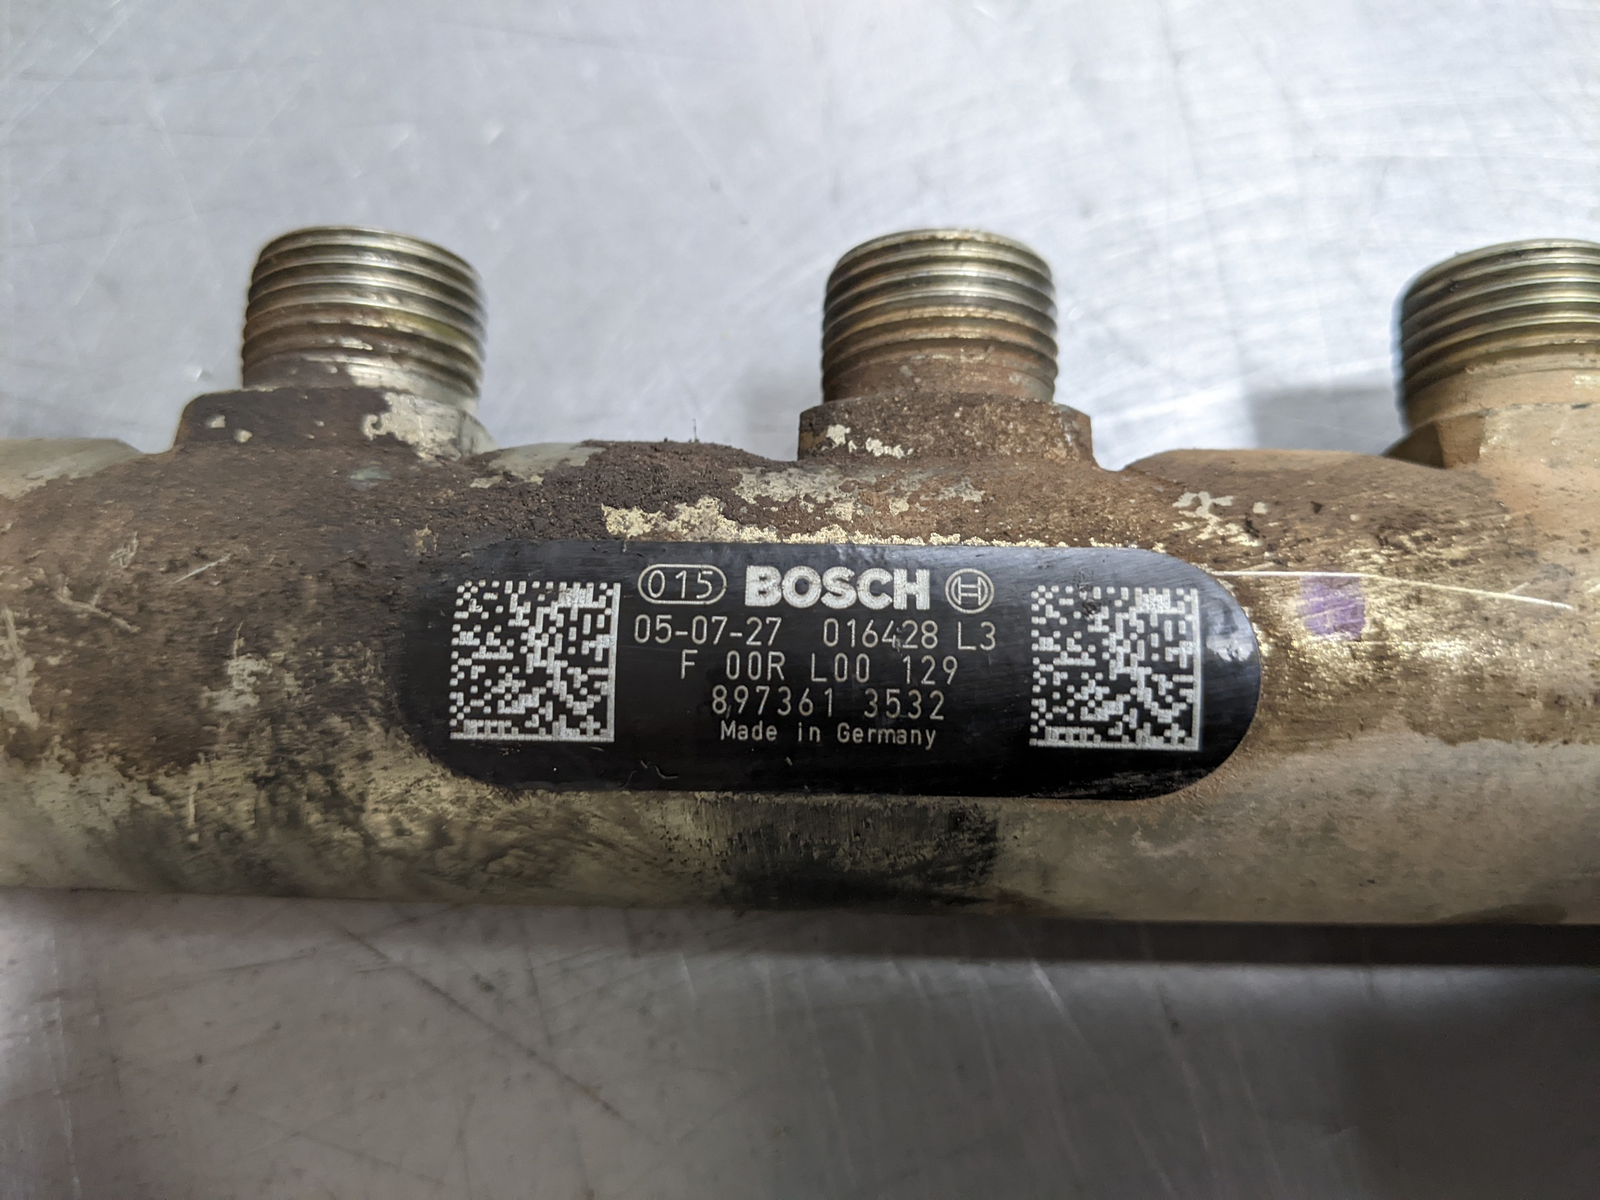 015 BOSCH
05-07-27 016428 L3
F 00R L00 129
897361 3532
Made in Germany